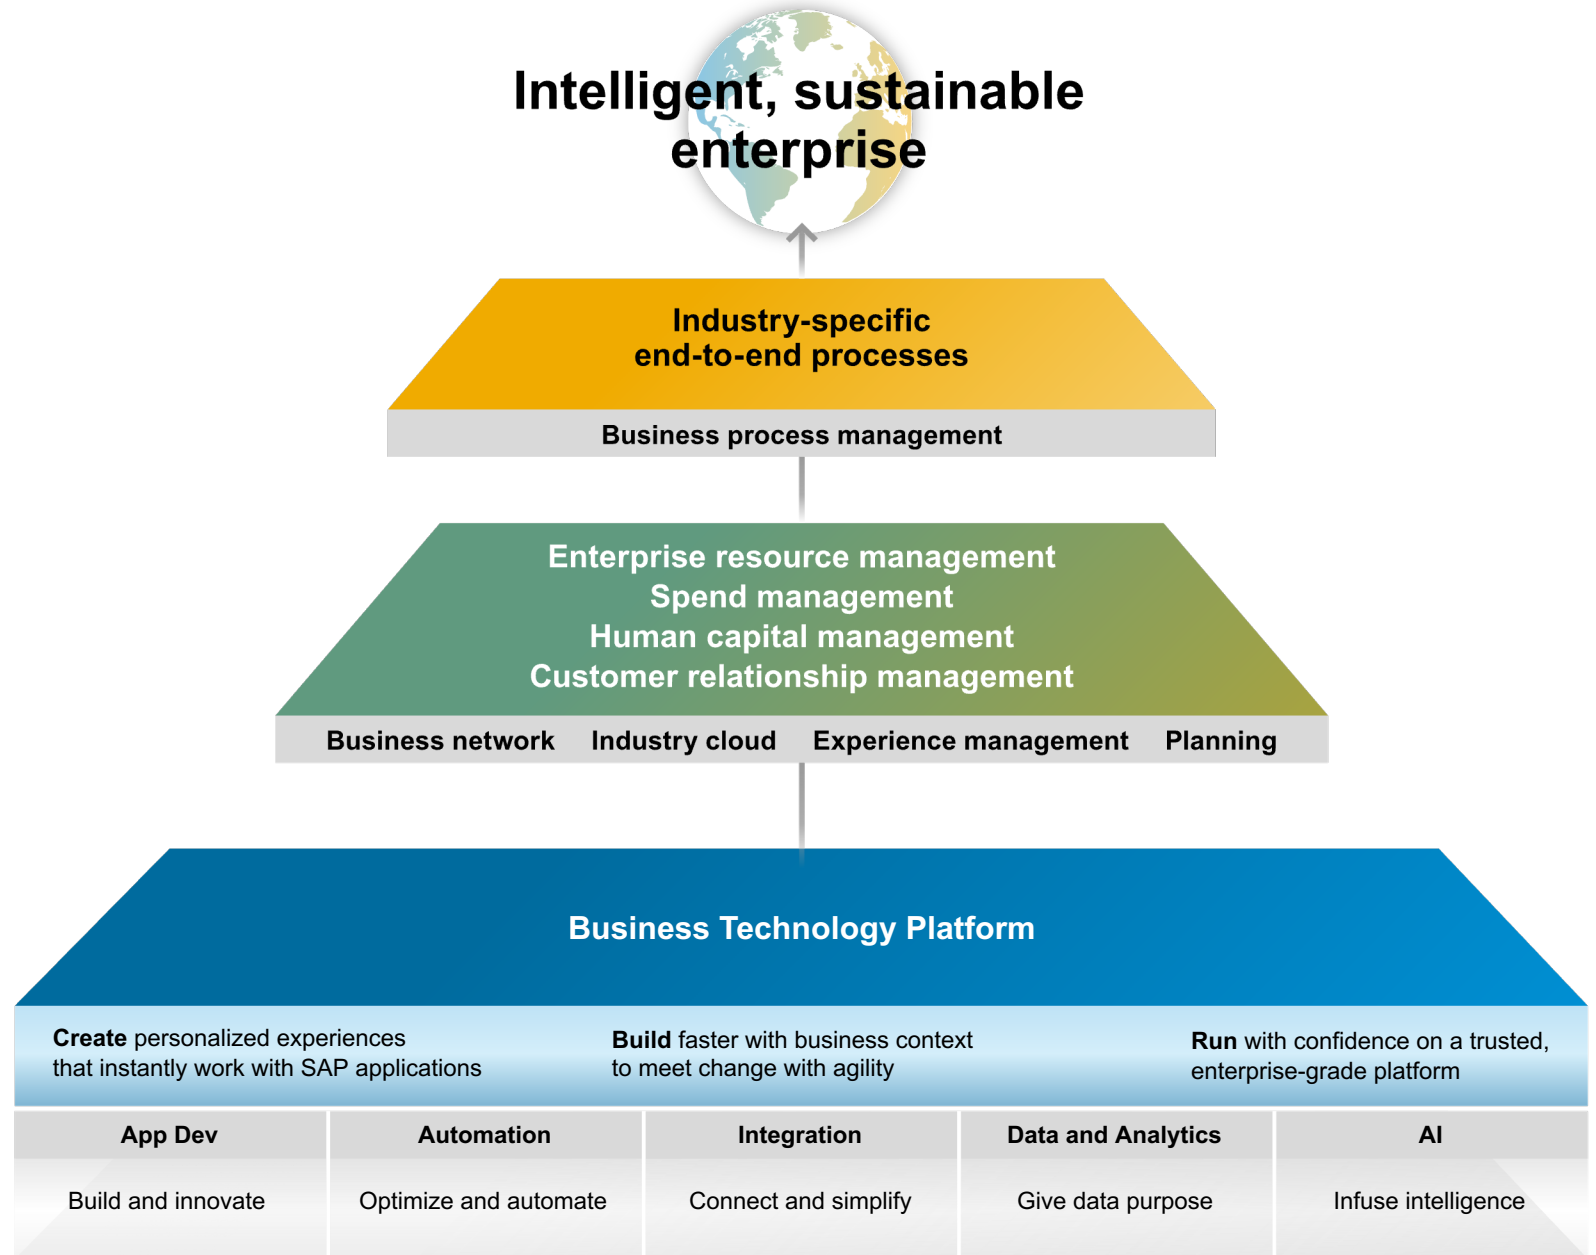 Intelligent, sustainable
enterprise
Industry-specific
end-to-end processes
Business process management
Enterprise resource management
Spend management
Human capital management
Customer relationship management
Business network Industry cloud Experience management Planning
Business Technology Platform
Create personalized experiences
that instantly work with SAP applications
Build faster with business context
to meet change with agility
Run with confidence on a trusted,
enterprise-grade platform
App Dev
Build and innovate
Automation
Optimize and automate
Integration
Connect and simplify
Data and Analytics
Give data purpose
AI
Infuse intelligence